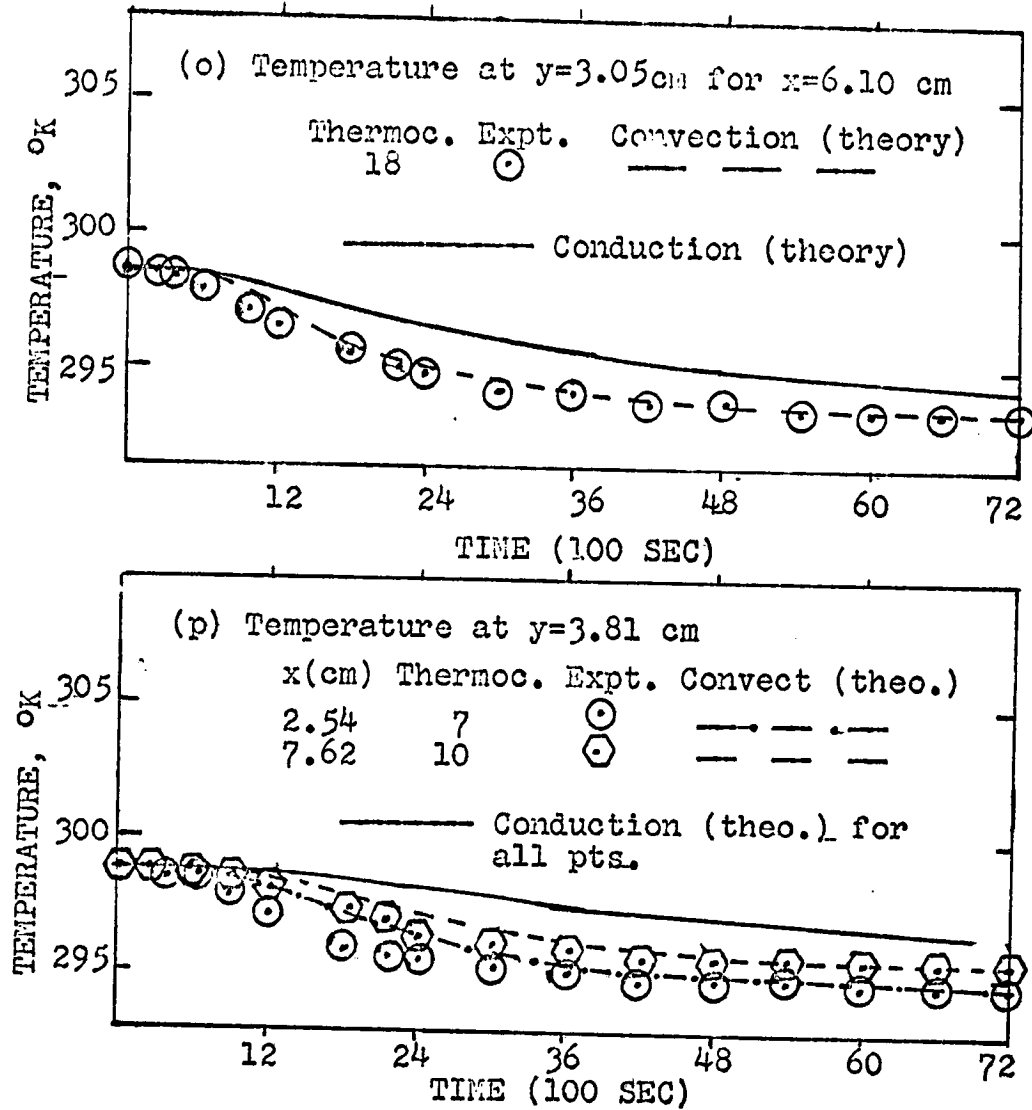 (o) Temperature at y=3.05cm for x=6.10 cm
Thermoc. Expt. Convection (theory)
18
Conduction (theory)
305
300
295
TEMPERATURE, °K
12 24 36 48 60 72
TIME (100 SEC)
(p) Temperature at y=3.81 cm
x(cm) Thermoc. Expt. Convect (theo.)
2.54 7
7.62 10
Conduction (theo.) for
all pts.
305
300
295
TEMPERATURE, °K
12 24 36 48 60 72
TIME (100 SEC)